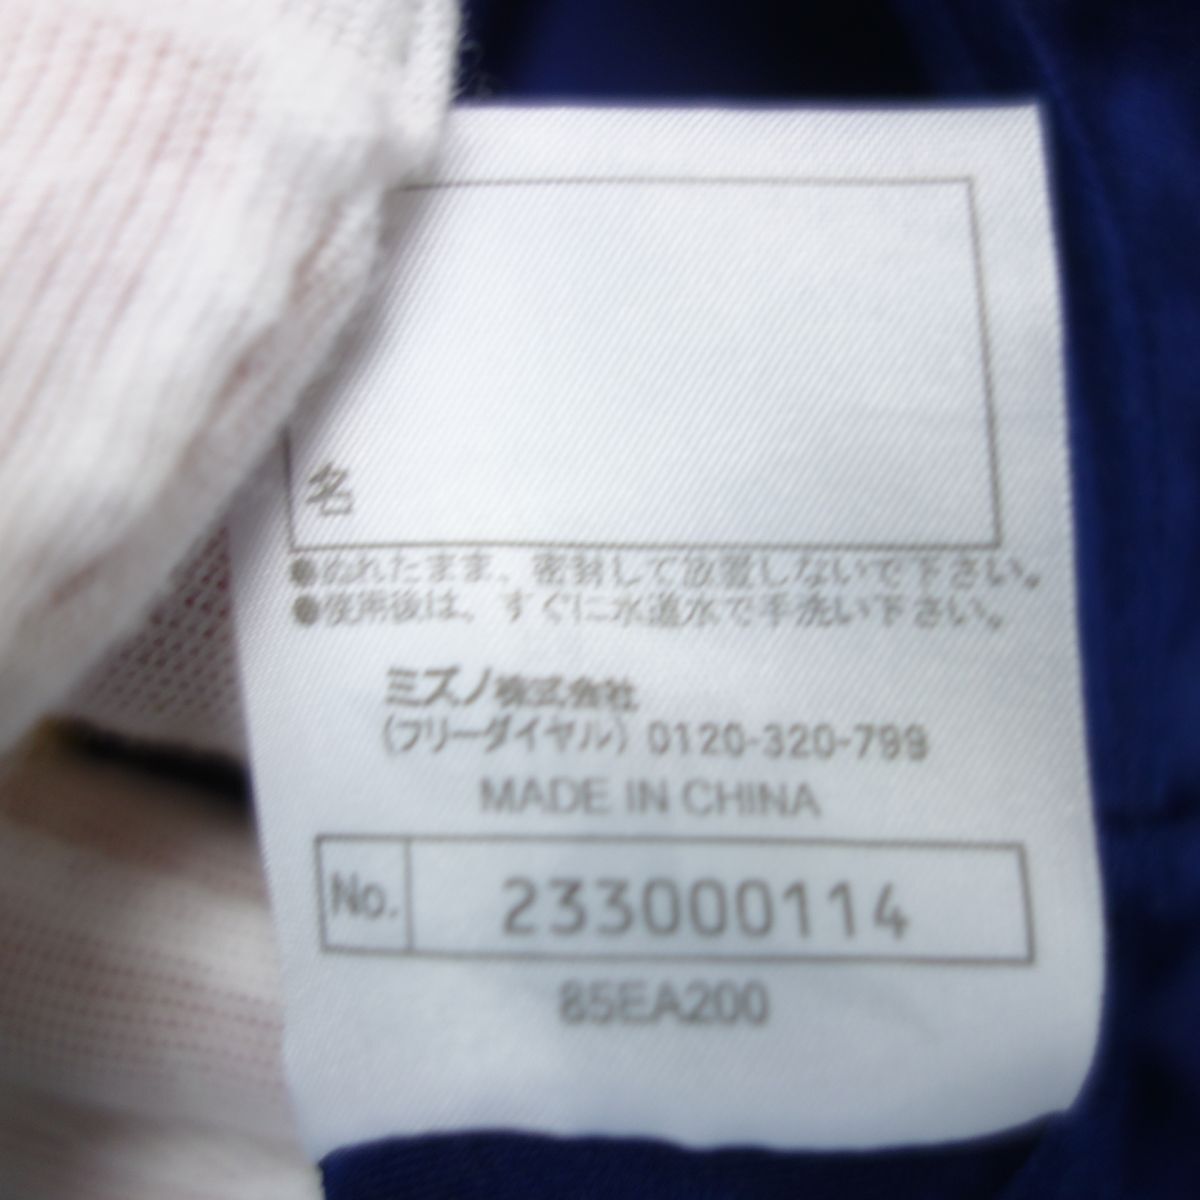 名
●ぬれたまま、密封して放置しないで下さい。
●使用後は、すぐに水道水で手洗い下さい。
ミズノ株式会社
(フリーダイヤル) 0120-320-799
MADE IN CHINA
No. 233000114
85EA200